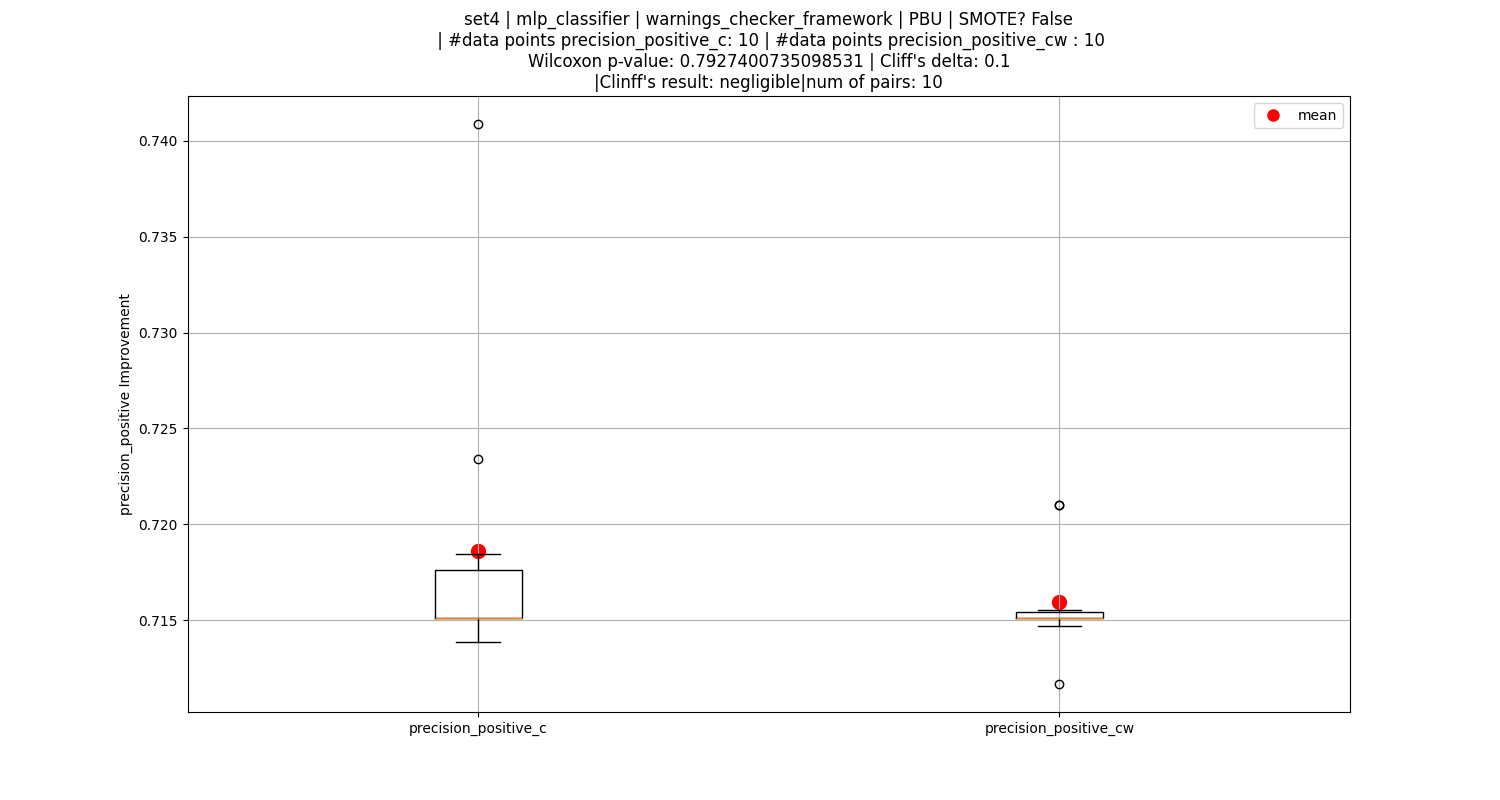 set4 | mlp_classifier | warnings_checker_framework | PBU | SMOTE? False
| #data points precision_positive_c: 10 | #data points precision_positive_cw : 10
Wilcoxon p-value: 0.7927400735098531 | Cliff's delta: 0.1
|Clinff's result: negligible|num of pairs: 10
mean
0.740
0.735
0.730
0.725
0.720
0.715
precision_positive Improvement
precision_positive_c
precision_positive_cw